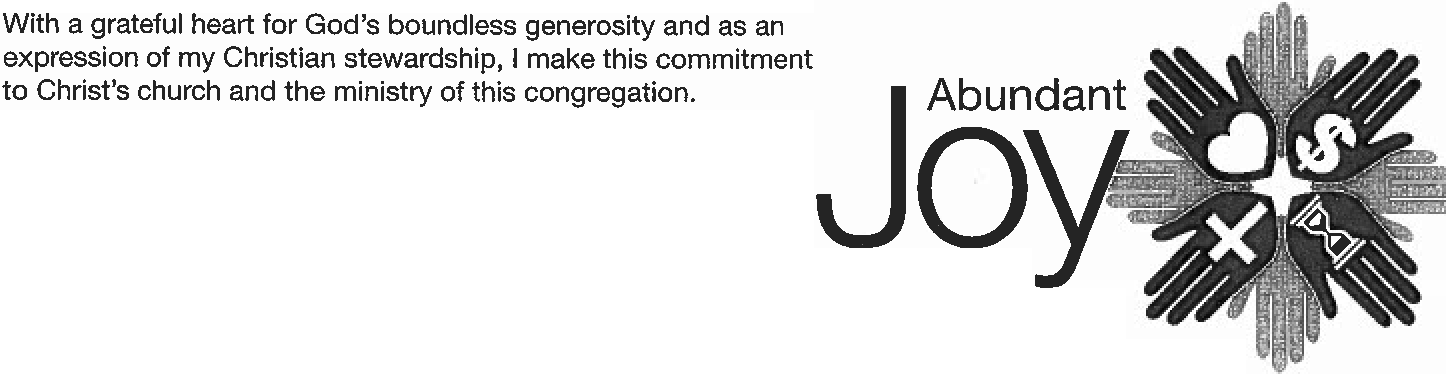 With a grateful heart for God's boundless generosity and as an
expression of my Christian stewardship, I make this commitment
to Christ's church and the ministry of this congregation.
Abundant
Joy